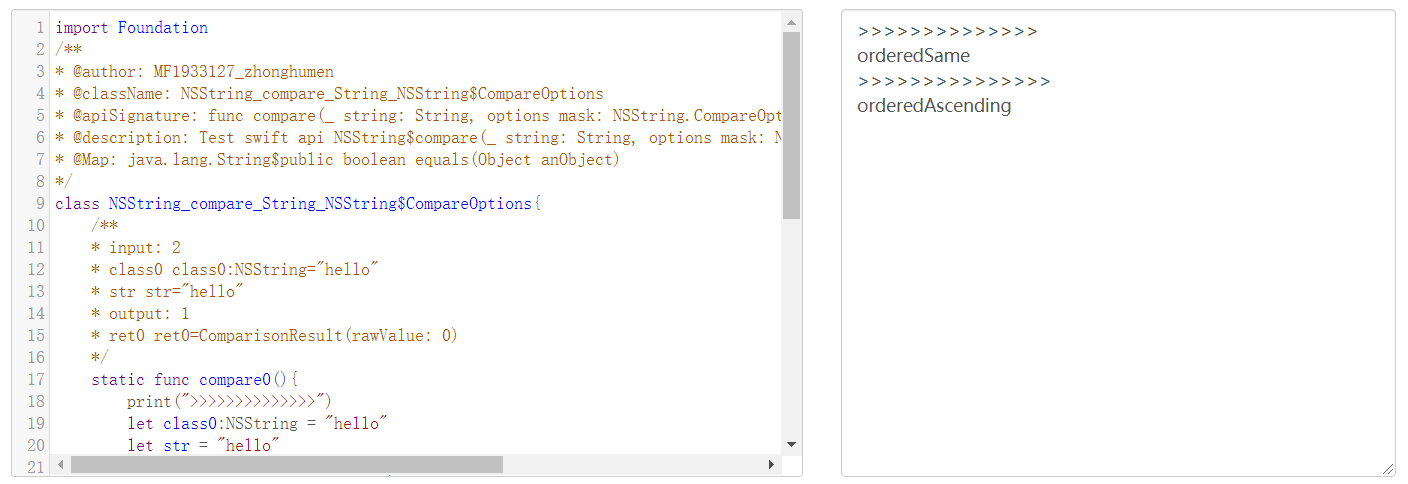 1 import Foundation
2 /**
3 * @author: MF1933127_zhonghumen
4 * @className: NSString_compare_String_NSString$CompareOptions
5 * @apiSignature: func compare(_ string: String, options mask: NSString.CompareOpt
6 * @description: Test swift api NSString$compare(_ string: String, options mask: N
7 * @Map: java.lang.String$public boolean equals(Object anObject)
8 */
9 class NSString_compare_String_NSString$CompareOptions{
10 /**
11 * input: 2
12 * class0 class0:NSString="hello"
13 * str str="hello"
14 * output: 1
15 * ret0 ret0=ComparisonResult(rawValue: 0)
16 */
17 static func compare0(){
18 print(">>>>>>>>>>>>>>")
19 let class0:NSString = "hello"
20 let str = "hello"
21
>>>>>>>>>>>>>>
orderedSame
>>>>>>>>>>>>>>>
orderedAscending